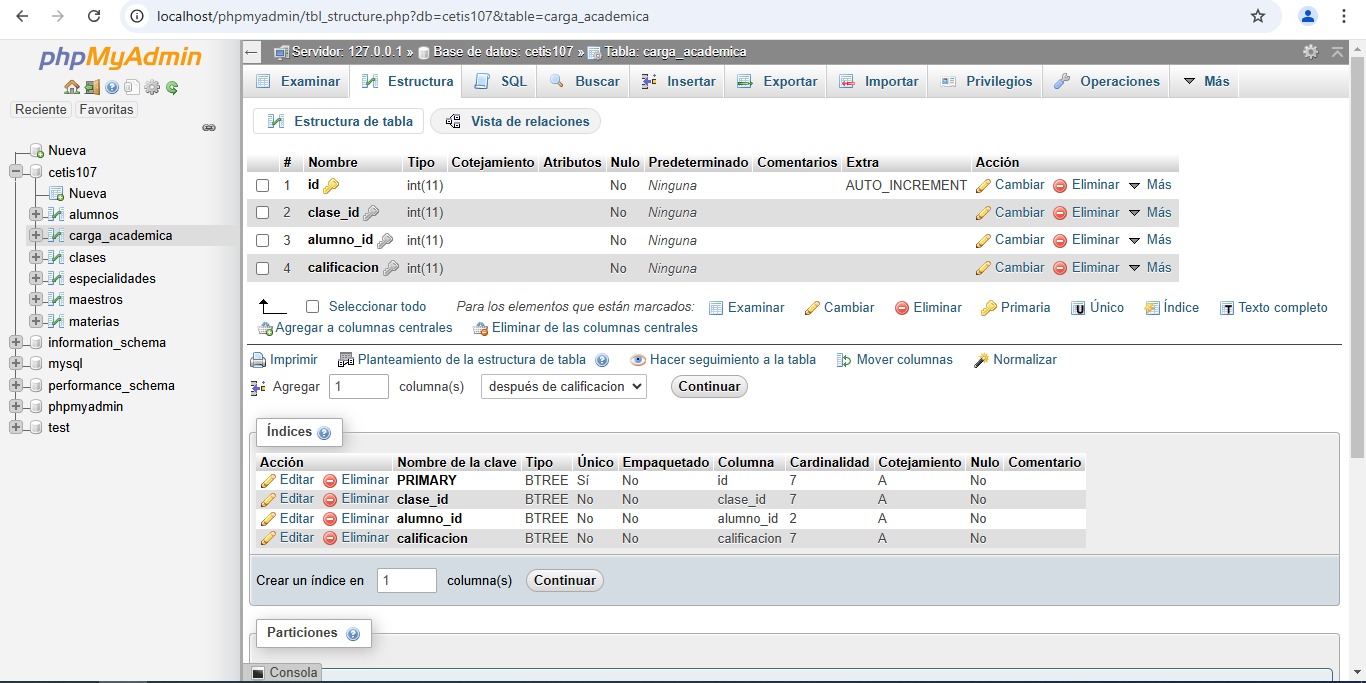 localhost/phpmyadmin/tbl_structure.php?db=cetis107&table=carga_academica
phpMyAdmin
Reciente Favoritas
Nueva
cetis107
Nueva
alumnos
carga_academica
clases
especialidades
maestros
materias
information_schema
mysql
performance_schema
phpmyadmin
test
Servidor: 127.0.0.1 » Base de datos: cetis107 » Tabla: carga_academica
Examinar Estructura SQL Buscar Insertar Exportar Importar Privilegios Operaciones Más
Estructura de tabla Vista de relaciones
# Nombre Tipo Cotejamiento Atributos Nulo Predeterminado Comentarios Extra Acción
1 id int(11) No Ninguna AUTO_INCREMENT Cambiar Eliminar Más
2 clase_id int(11) No Ninguna Cambiar Eliminar Más
3 alumno_id int(11) No Ninguna Cambiar Eliminar Más
4 calificacion int(11) No Ninguna Cambiar Eliminar Más
Seleccionar todo Para los elementos que están marcados: Examinar Cambiar Eliminar Primaria Único Índice Texto completo
Agregar a columnas centrales Eliminar de las columnas centrales
Imprimir Planteamiento de la estructura de tabla Hacer seguimiento a la tabla Mover columnas Normalizar
Agregar 1 columna(s) después de calificacion Continuar
Índices
Acción Nombre de la clave Tipo Único Empaquetado Columna Cardinalidad Cotejamiento Nulo Comentario
Editar Eliminar PRIMARY BTREE Sí No id 7 A No
Editar Eliminar clase_id BTREE No No clase_id 7 A No
Editar Eliminar alumno_id BTREE No No alumno_id 2 A No
Editar Eliminar calificacion BTREE No No calificacion 7 A No
Crear un índice en 1 columna(s) Continuar
Particiones
Consola